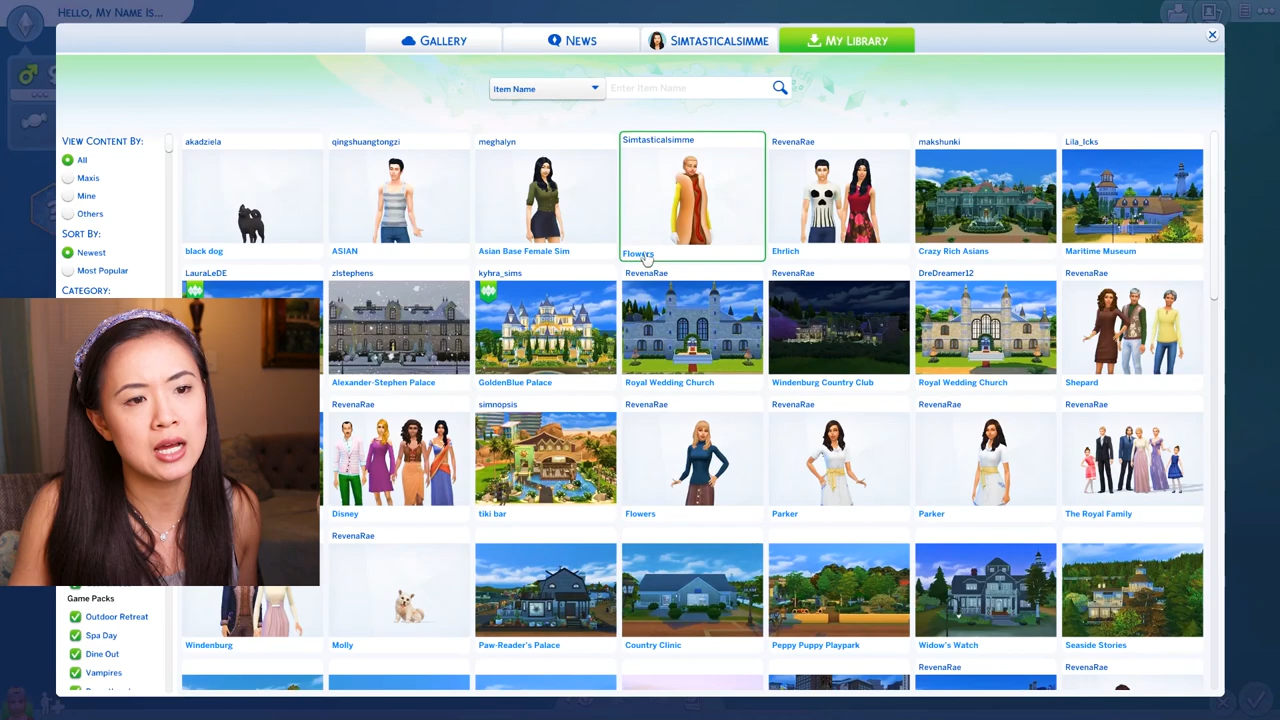 HELLO, MY NAME IS...
GALLERY
NEWS
SIMTASTICALSIMME
MY LIBRARY
Item Name
Enter Item Name
VIEW CONTENT BY:
All
Maxis
Mine
Others
SORT BY:
Newest
Most Popular
CATEGORY:
akadziela
qingshuangtongzi
meghalyn
Simtasticalsimme
RevenaRae
makshunki
Lila_Icks
black dog
ASIAN
Asian Base Female Sim
Flowers
Ehrlich
Crazy Rich Asians
Maritime Museum
LauraLeDE
zlstephens
kyhra_sims
RevenaRae
RevenaRae
DreDreamer12
RevenaRae
Alexander-Stephen Palace
GoldenBlue Palace
Royal Wedding Church
Windenburg Country Club
Royal Wedding Church
Shepard
RevenaRae
simnopsis
RevenaRae
RevenaRae
RevenaRae
RevenaRae
Disney
tiki bar
Flowers
Parker
Parker
The Royal Family
RevenaRae
Windenburg
Molly
Paw-Reader's Palace
Country Clinic
Peppy Puppy Playpark
Widow's Watch
Seaside Stories
RevenaRae
RevenaRae
Game Packs
Outdoor Retreat
Spa Day
Dine Out
Vampires